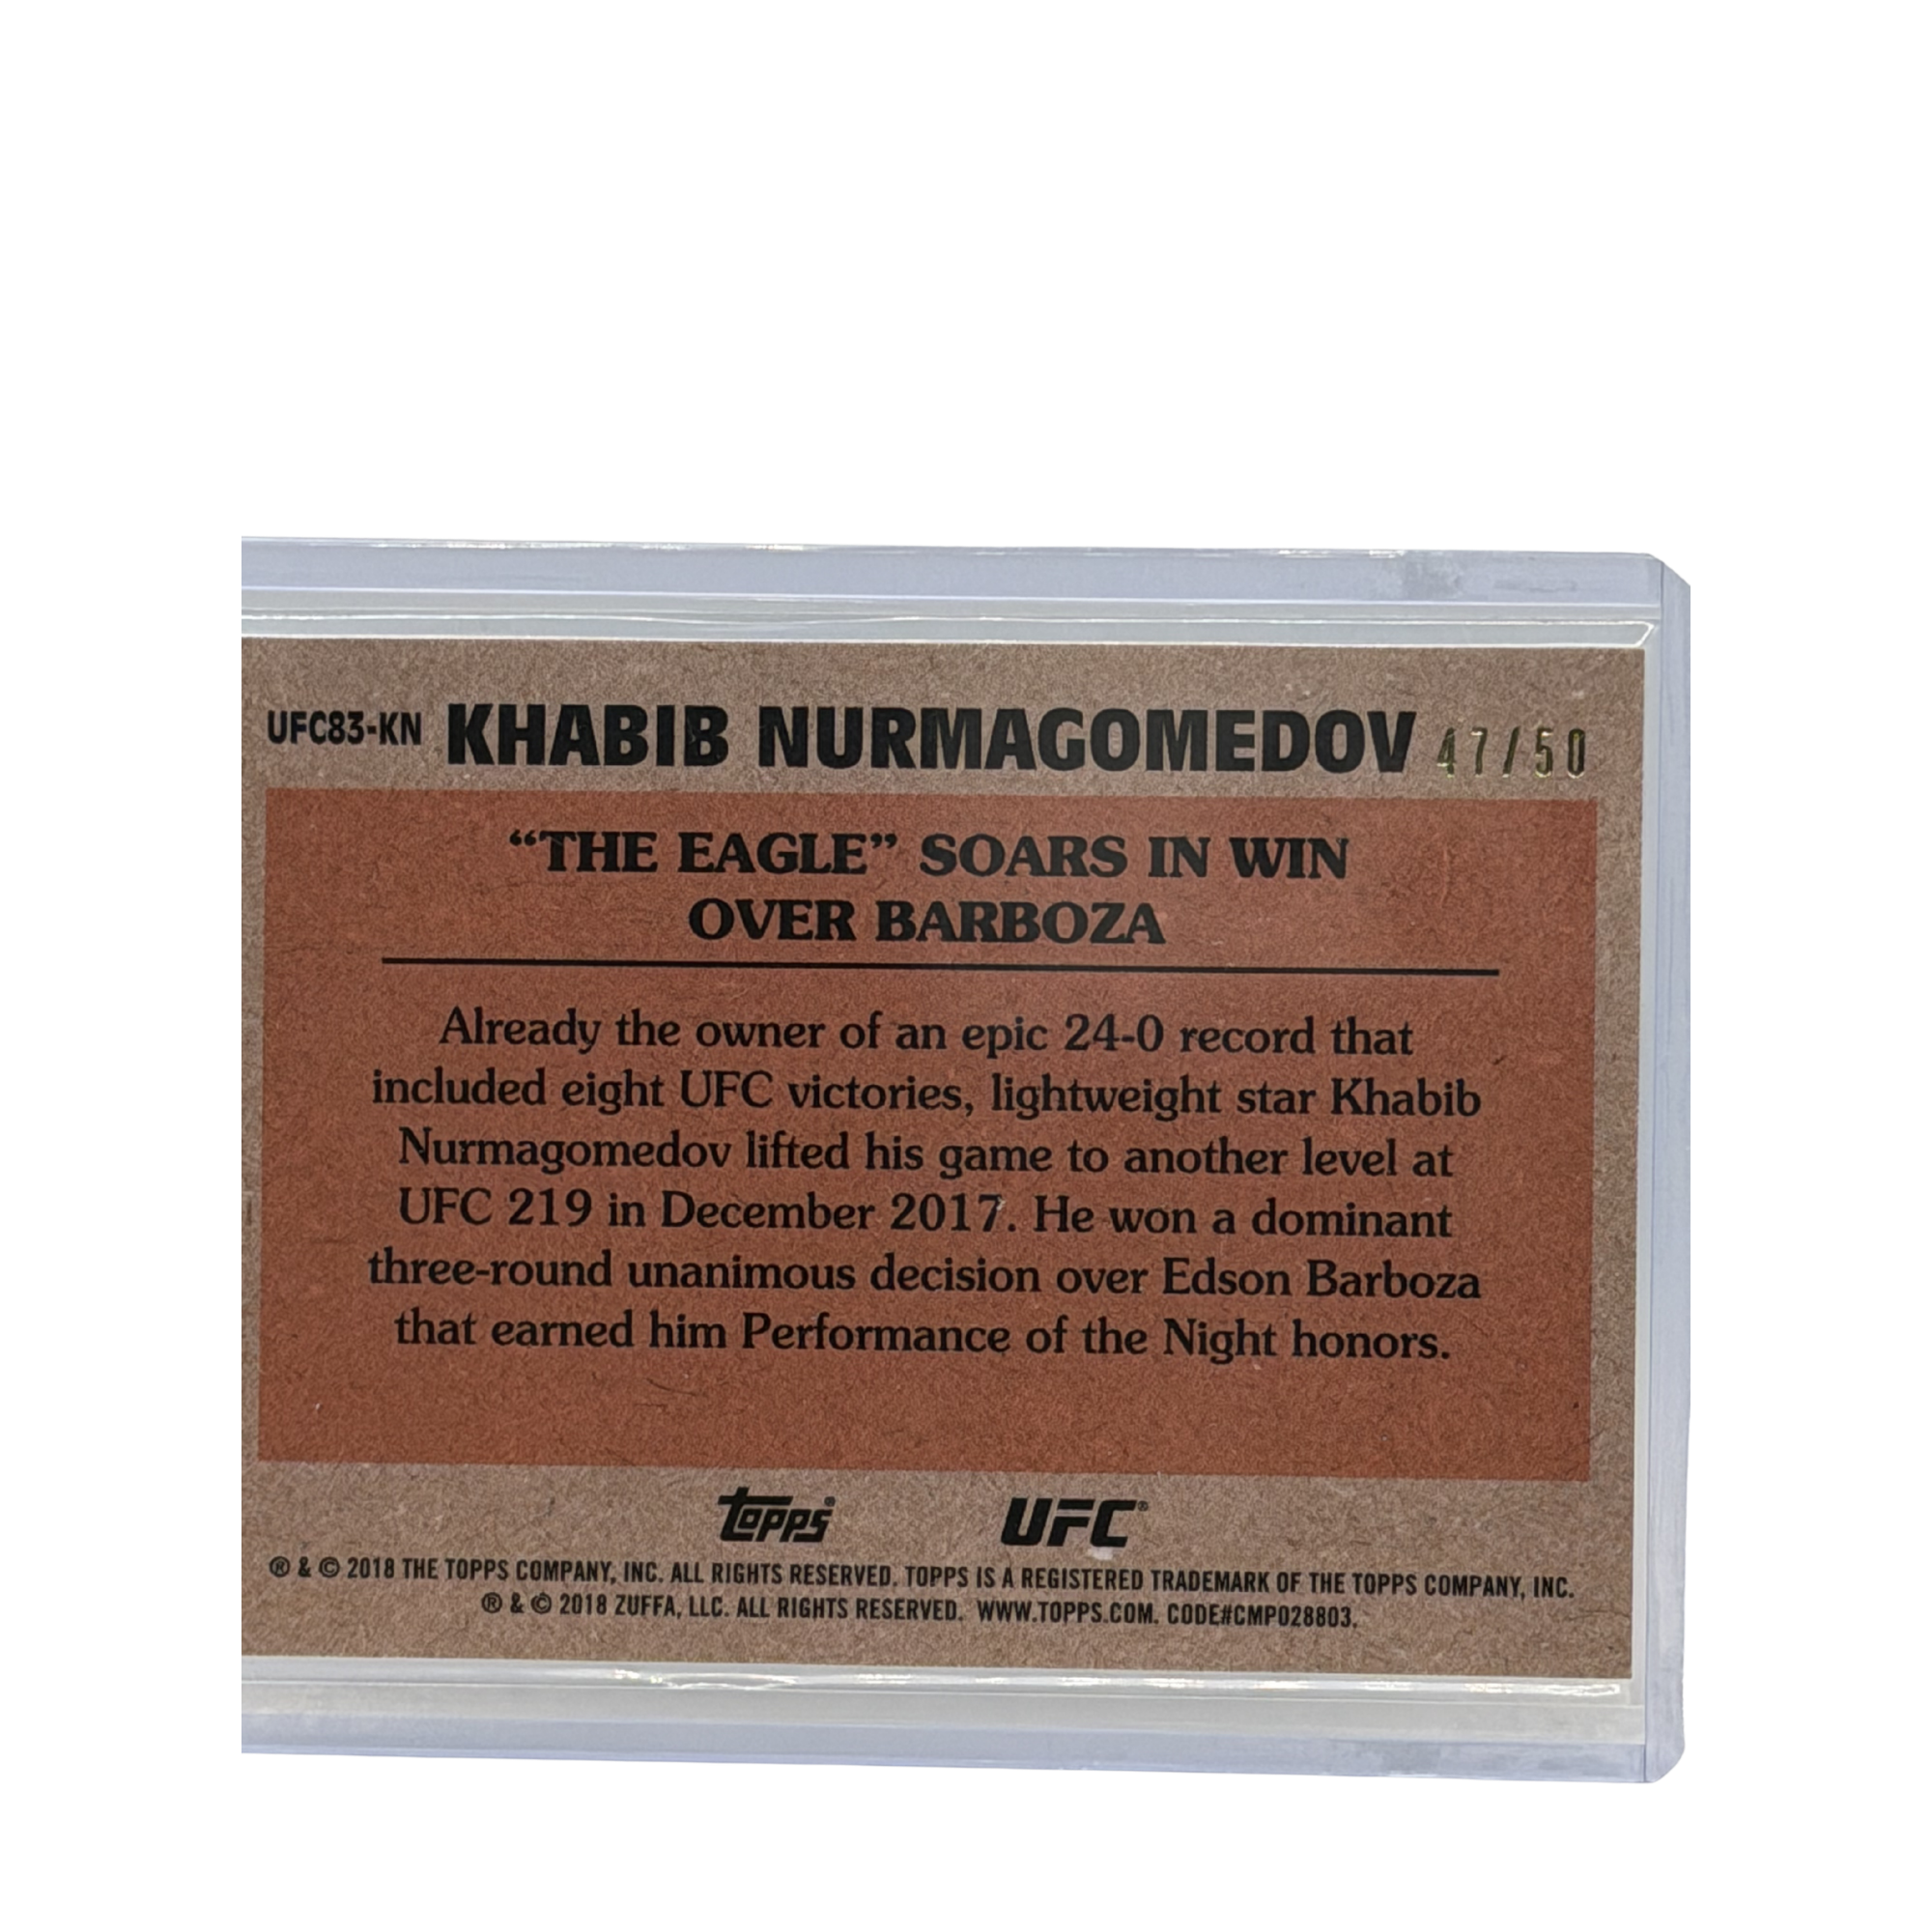 UFC83-KN KHABIB NURMAGOMEDOV 47/50
“THE EAGLE” SOARS IN WIN
OVER BARBOZA
Already the owner of an epic 24-0 record that
included eight UFC victories, lightweight star Khabib
Nurmagomedov lifted his game to another level at
UFC 219 in December 2017. He won a dominant
three-round unanimous decision over Edson Barboza
that earned him Performance of the Night honors.
Topps® UFC®
® & © 2018 THE TOPPS COMPANY, INC. ALL RIGHTS RESERVED. TOPPS IS A REGISTERED TRADEMARK OF THE TOPPS COMPANY, INC.
® & © 2018 ZUFFA, LLC. ALL RIGHTS RESERVED. WWW.TOPPS.COM. CODE#CMP028803.